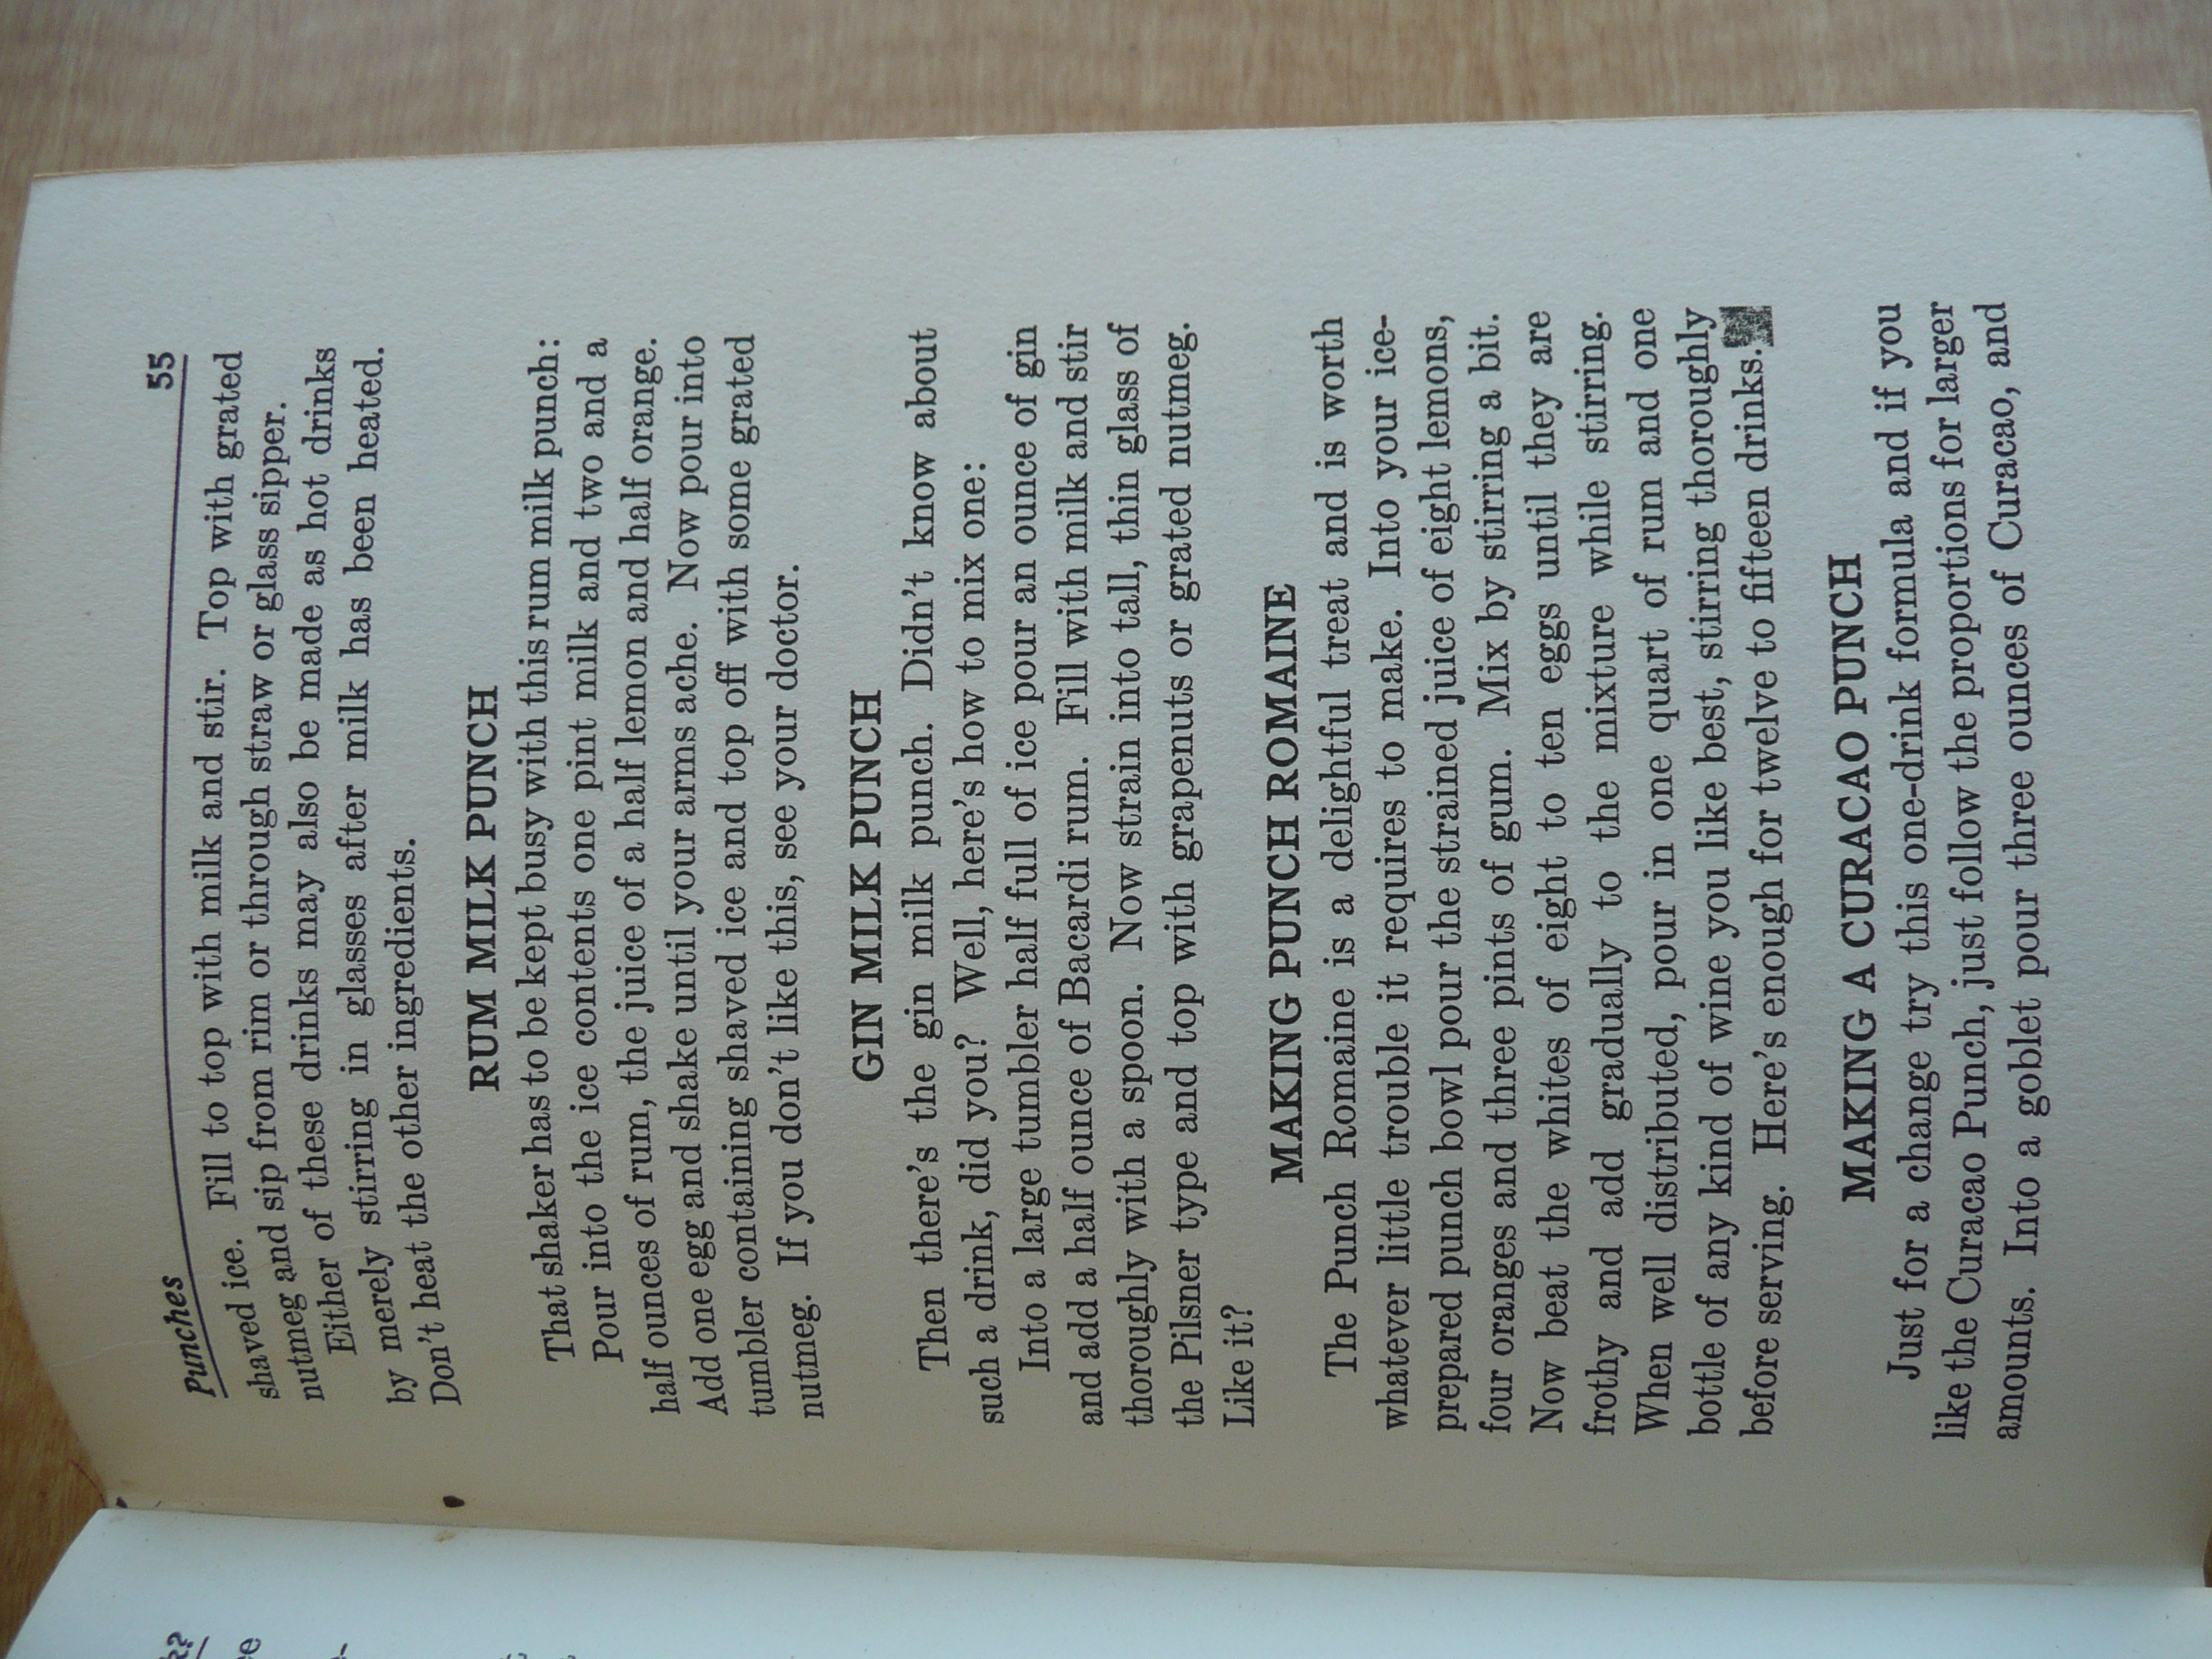 Punches 55
shaved ice. Fill to top with milk and stir. Top with grated
nutmeg and sip from rim or through straw or glass sipper.
Either of these drinks may also be made as hot drinks
by merely stirring in glasses after milk has been heated.
Don't heat the other ingredients.
RUM MILK PUNCH
That shaker has to be kept busy with this rum milk punch:
Pour into the ice contents one pint milk and two and a
half ounces of rum, the juice of a half lemon and half orange.
Add one egg and shake until your arms ache. Now pour into
tumbler containing shaved ice and top off with some grated
nutmeg. If you don't like this, see your doctor.
GIN MILK PUNCH
Then there's the gin milk punch. Didn't know about
such a drink, did you? Well, here's how to mix one:
Into a large tumbler half full of ice pour an ounce of gin
and add a half ounce of Bacardi rum. Fill with milk and stir
thoroughly with a spoon. Now strain into tall, thin glass of
the Pilsner type and top with grapenuts or grated nutmeg.
Like it?
MAKING PUNCH ROMAINE
The Punch Romaine is a delightful treat and is worth
whatever little trouble it requires to make. Into your ice-
prepared punch bowl pour the strained juice of eight lemons,
four oranges and three pints of gum. Mix by stirring a bit.
Now beat the whites of eight to ten eggs until they are
frothy and add gradually to the mixture while stirring.
When well distributed, pour in one quart of rum and one
bottle of any kind of wine you like best, stirring thoroughly
before serving. Here's enough for twelve to fifteen drinks.
MAKING A CURACAO PUNCH
Just for a change try this one-drink formula and if you
like the Curacao Punch, just follow the proportions for larger
amounts. Into a goblet pour three ounces of Curacao, and